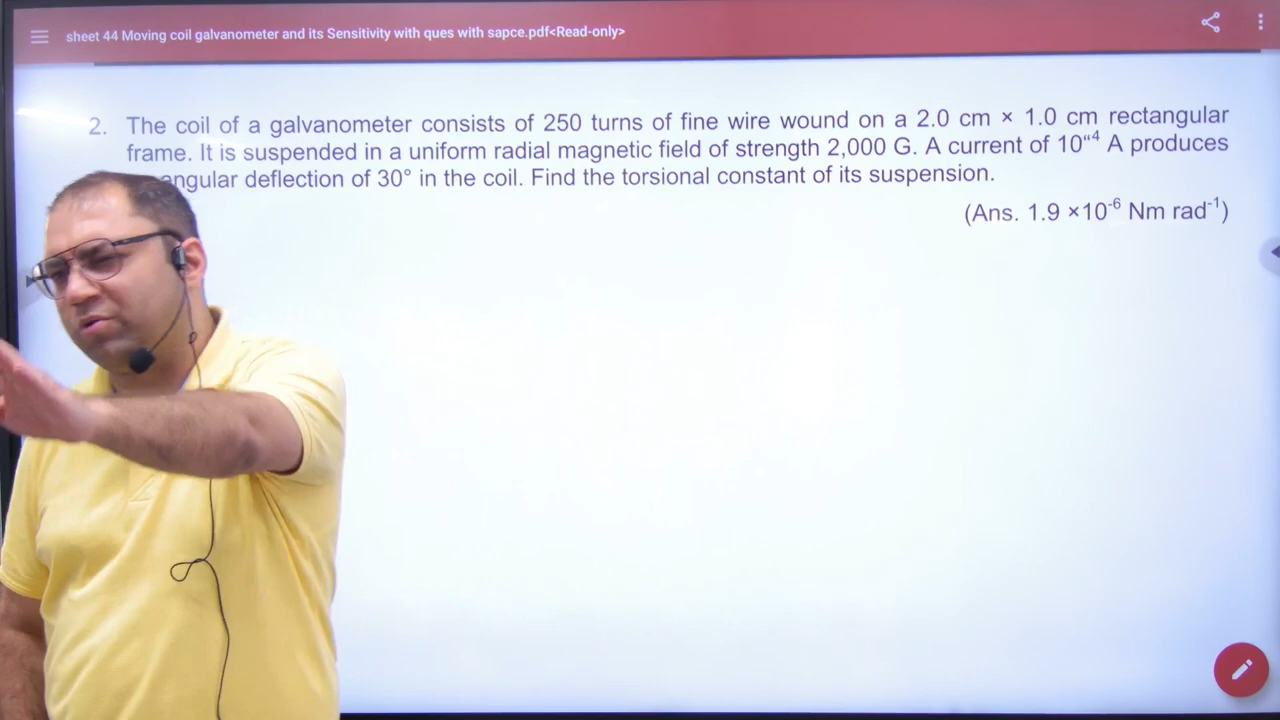 sheet 44 Moving coil galvanometer and its Sensitivity with ques with sapce.pdf<Read-only>
2. The coil of a galvanometer consists of 250 turns of fine wire wound on a 2.0 cm × 1.0 cm rectangular
frame. It is suspended in a uniform radial magnetic field of strength 2,000 G. A current of 10“⁴ A produces
ngular deflection of 30° in the coil. Find the torsional constant of its suspension.
(Ans. 1.9 ×10⁻⁶ Nm rad⁻¹)